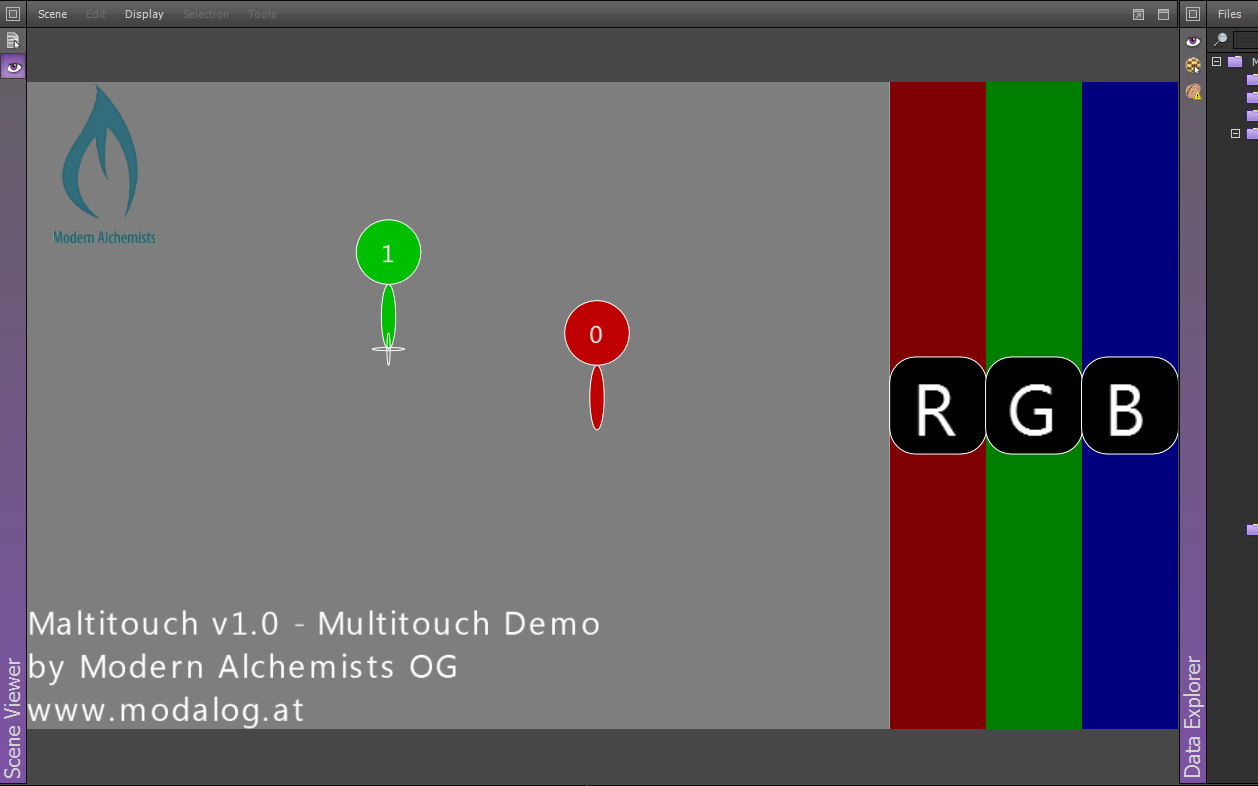 Scene Edit Display Selection Tools
Files
Modern Alchemists
1
0
R G B
Maltitouch v1.0 - Multitouch Demo
by Modern Alchemists OG
www.modalog.at
Scene Viewer
Data Explorer